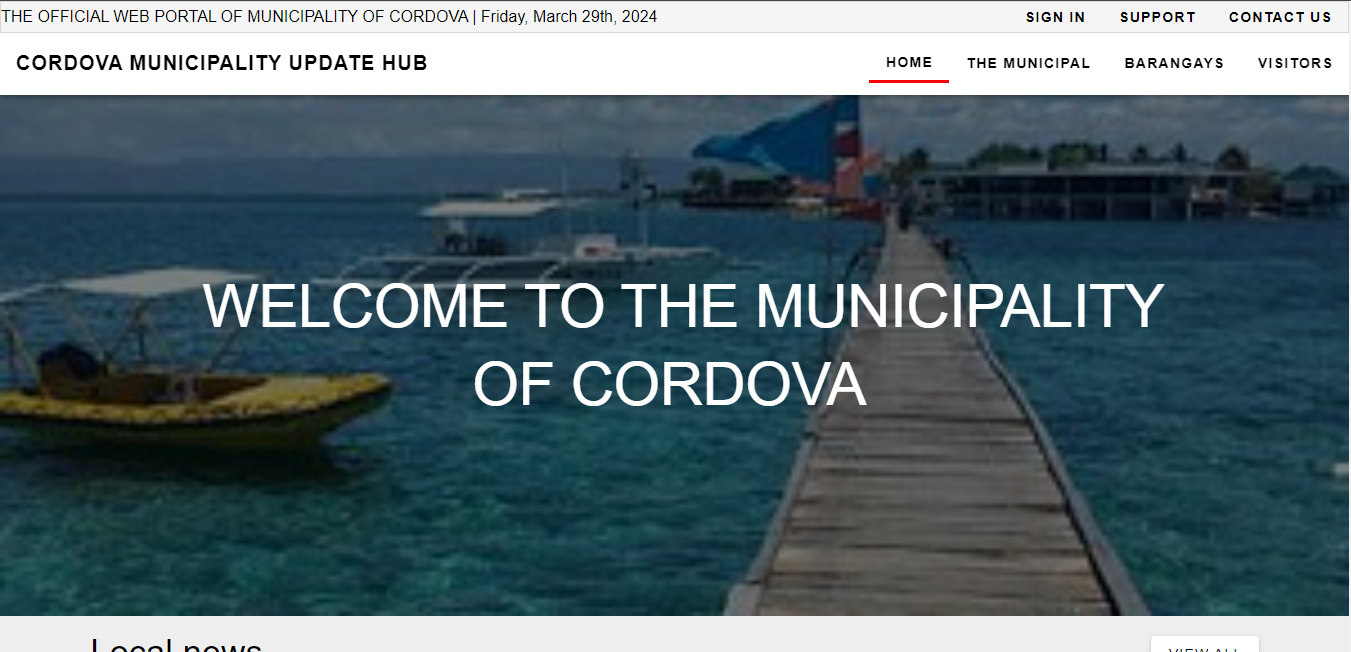 THE OFFICIAL WEB PORTAL OF MUNICIPALITY OF CORDOVA | Friday, March 29th, 2024
SIGN IN SUPPORT CONTACT US
CORDOVA MUNICIPALITY UPDATE HUB
HOME THE MUNICIPAL BARANGAYS VISITORS
WELCOME TO THE MUNICIPALITY
OF CORDOVA
Local news
VIEW ALL